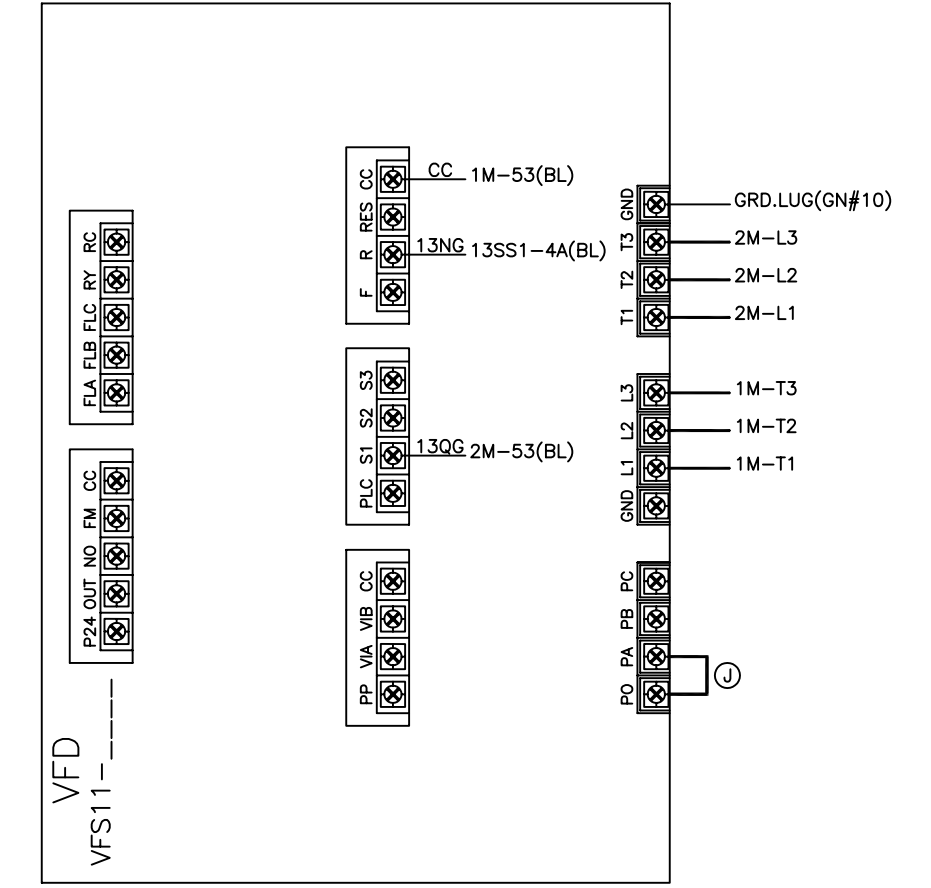 RC
RY
FLC
FLB
FLA
CC
FM
NO
OUT
P24
VFD
VFS11-_____
CC CC 1M-53(BL)
RES
R 13NG 13SS1-4A(BL)
F
S3
S2
S1 13QG 2M-53(BL)
PLC
CC
VIB
VIA
PP
GND GRD.LUG(GN#10)
T3 2M-L3
T2 2M-L2
T1 2M-L1
L3 1M-T3
L2 1M-T2
L1 1M-T1
GND
PC
PB
PA
PO
J